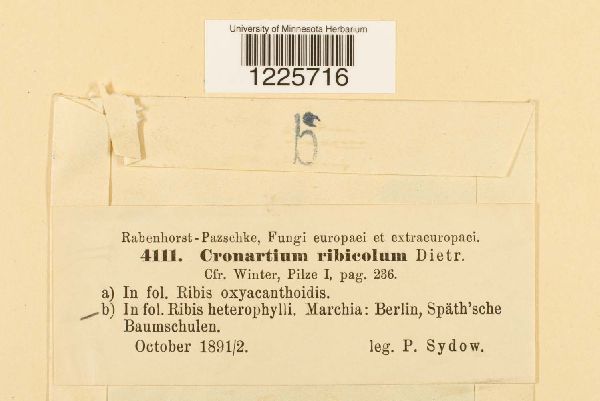 University of Minnesota Herbarium
1225716
b
Rabenhorst-Pazschke, Fungi europaei et extraeuropaei.
4111. Cronartium ribicolum Dietr.
Cfr. Winter, Pilze I, pag. 236.
a) In fol. Ribis oxyacanthoidis.
b) In fol. Ribis heterophylli. Marchia: Berlin, Späth'sche
Baumschulen.
October 1891/2. leg. P. Sydow.